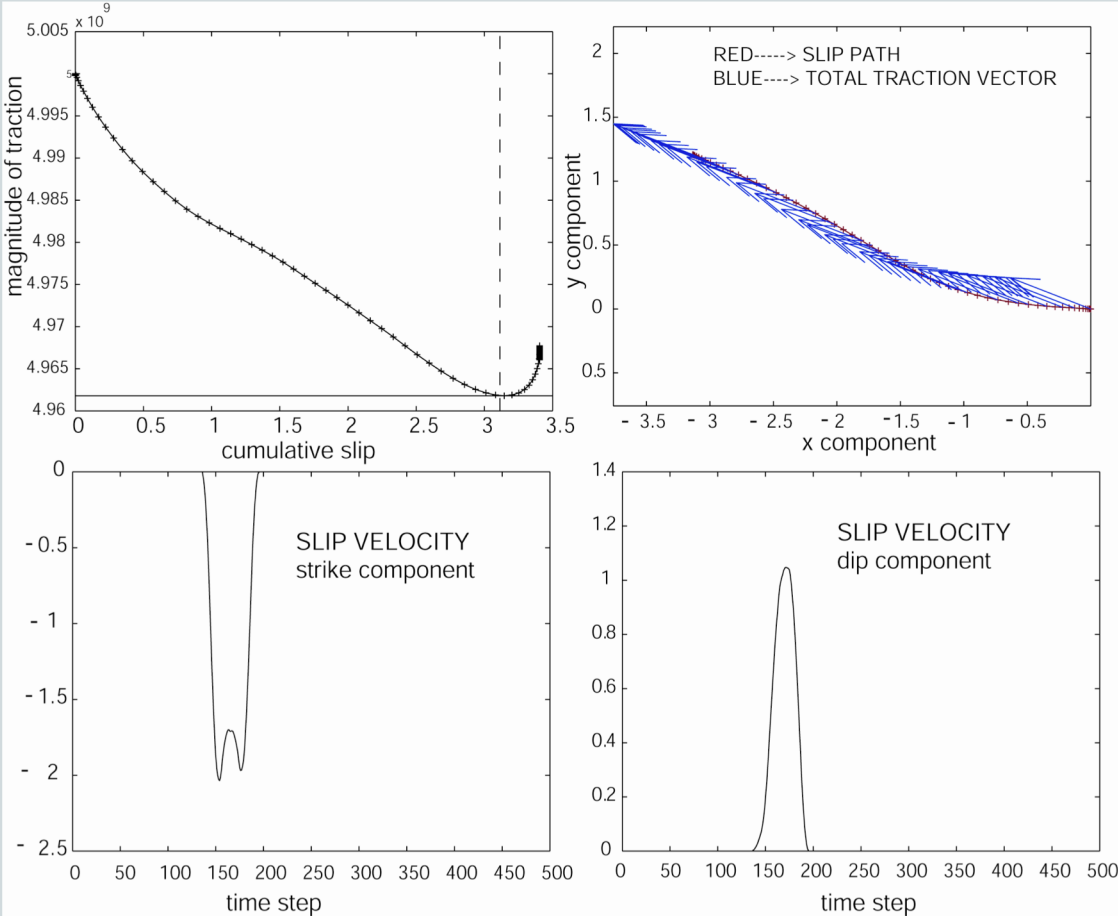 x 10^9
5.005
5
4.995
4.99
4.985
4.98
4.975
4.97
4.965
4.96
magnitude of traction
0 0.5 1 1.5 2 2.5 3 3.5
cumulative slip
RED-----> SLIP PATH
BLUE----> TOTAL TRACTION VECTOR
2
1.5
1
0.5
0
0.5
y component
- 3.5 - 3 - 2.5 - 2 - 1.5 - 1 - 0.5
x component
0
- 0.5
- 1
- 1.5
- 2
- 2.5
SLIP VELOCITY
strike component
0 50 100 150 200 250 300 350 400 450 500
time step
1.4
1.2
1
0.8
0.6
0.4
0.2
0
SLIP VELOCITY
dip component
0 50 100 150 200 250 300 350 400 450 500
time step